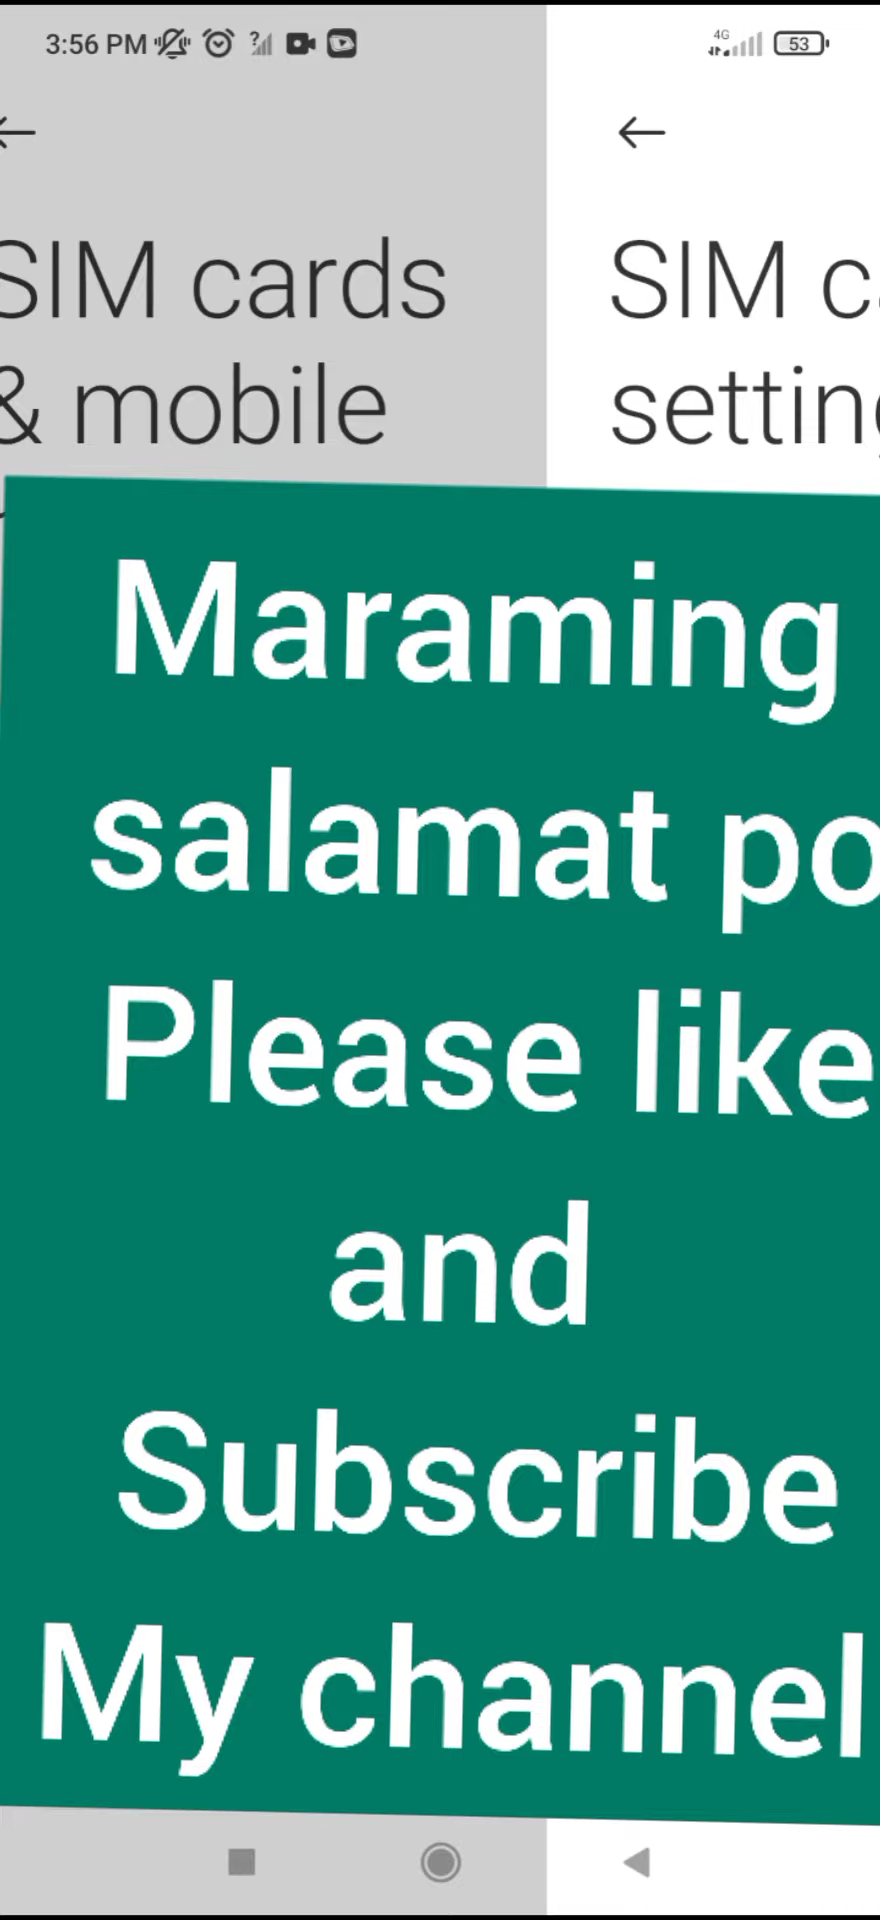 3:56 PM
4G
53
SIM cards
& mobile
SIM c
settin
Maraming
salamat po
Please like
and
Subscribe
My channel